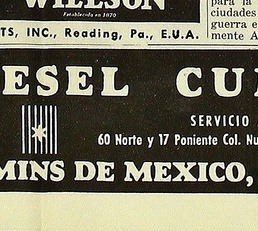 WILLSON
Establecido en 1870
TS, INC., Reading, Pa., E.U.A.
para la
ciudades
guerra e
mente A
ESEL CU
SERVICIO
60 Norte y 17 Poniente Col. Nu
MINS DE MEXICO,